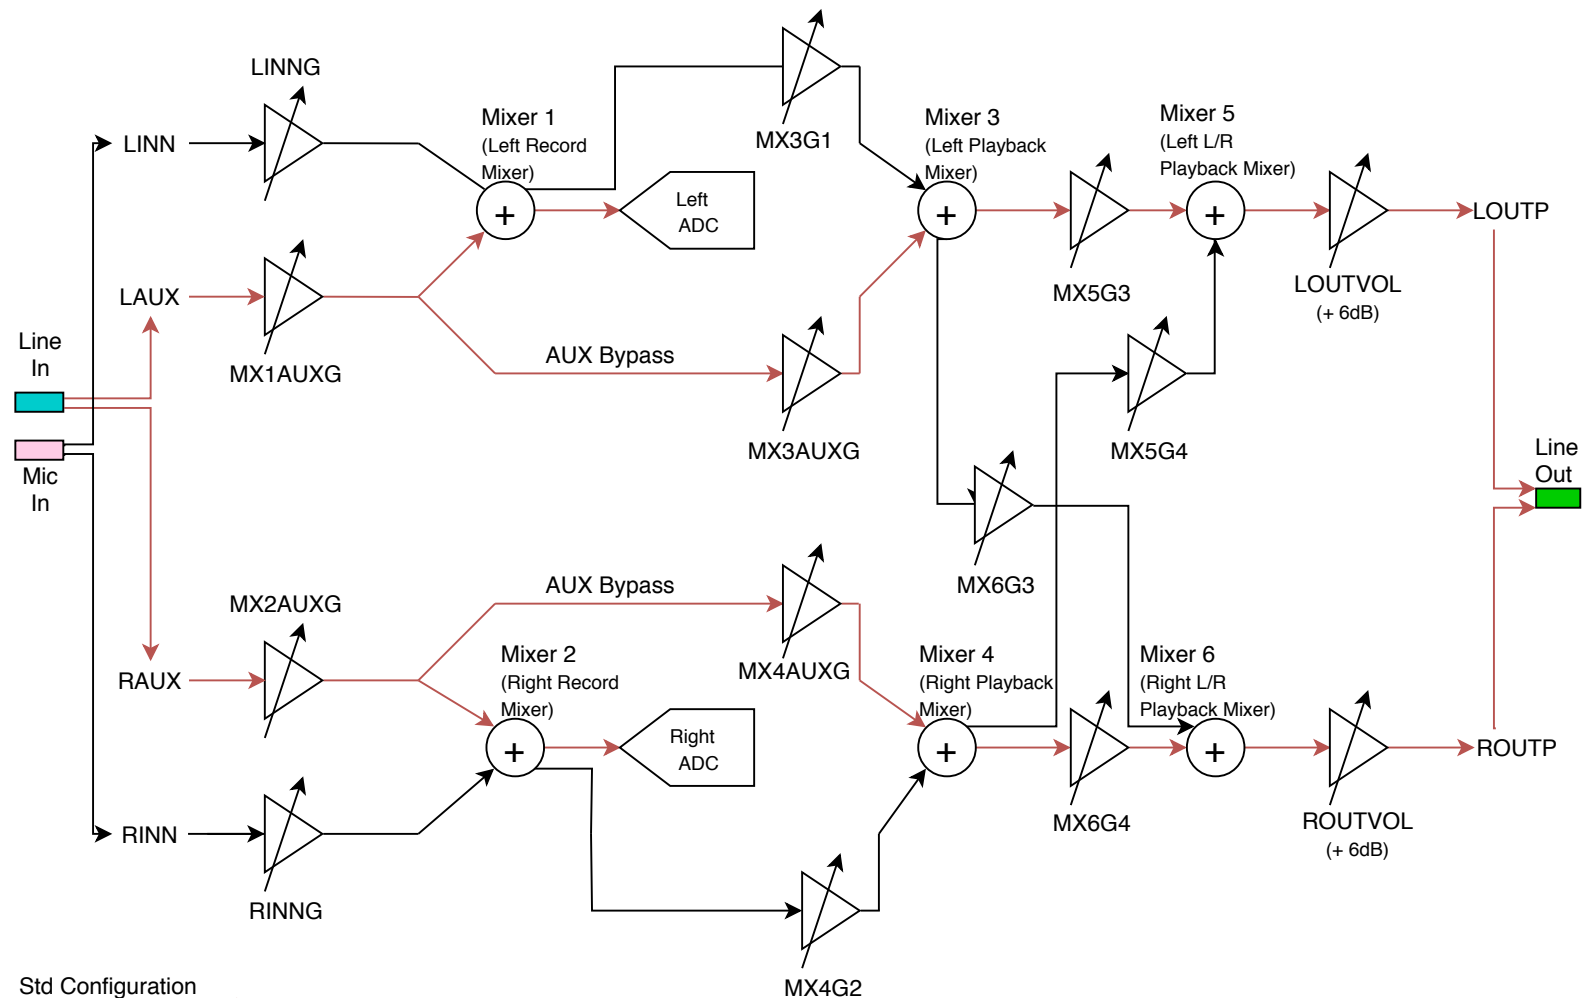 LINNG
LINN
Mixer 1
(Left Record
Mixer)
MX3G1
Left
ADC
Mixer 3
(Left Playback
Mixer)
Mixer 5
(Left L/R
Playback Mixer)
LOUTP
MX5G3
LOUTVOL
(+ 6dB)
LAUX
MX1AUXG
AUX Bypass
MX3AUXG
MX5G4
Line
In
Mic
In
Line
Out
MX6G3
MX2AUXG
AUX Bypass
MX4AUXG
RAUX
Mixer 2
(Right Record
Mixer)
Right
ADC
Mixer 4
(Right Playback
Mixer)
Mixer 6
(Right L/R
Playback Mixer)
ROUTP
MX6G4
ROUTVOL
(+ 6dB)
RINN
RINNG
MX4G2
Std Configuration
+
+
+
+
+
+